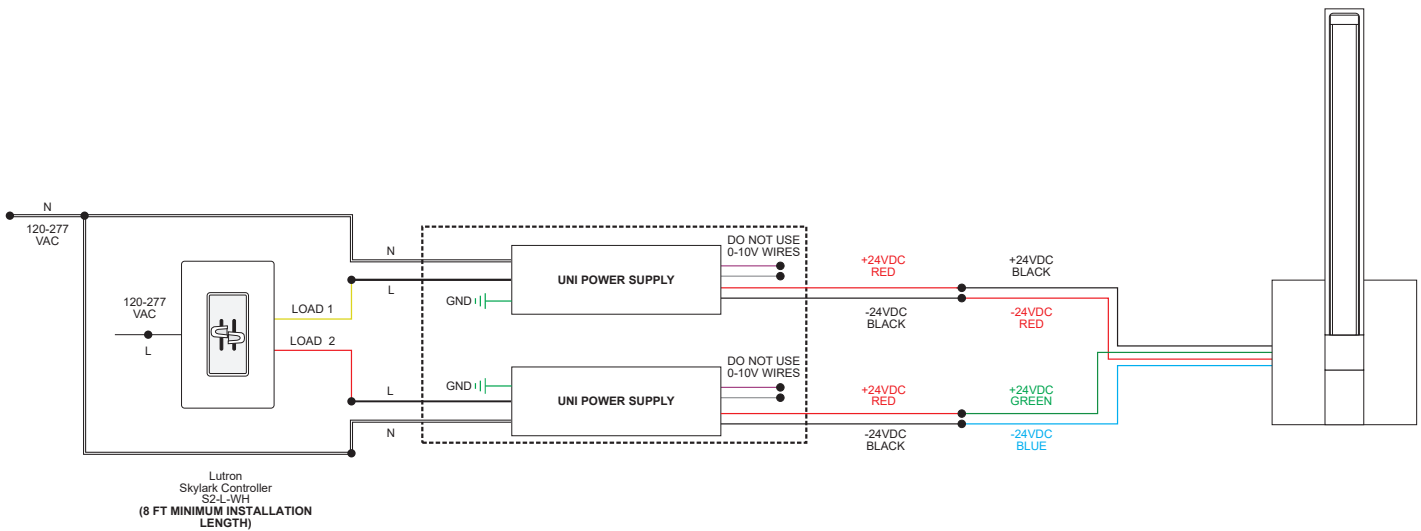 N
120-277
VAC
120-277
VAC
L
LOAD 1
LOAD 2
Lutron
Skylark Controller
S2-L-WH
(8 FT MINIMUM INSTALLATION
LENGTH)
N
L
GND
UNI POWER SUPPLY
DO NOT USE
0-10V WIRES
+24VDC
RED
-24VDC
BLACK
+24VDC
BLACK
-24VDC
RED
L
N
GND
UNI POWER SUPPLY
DO NOT USE
0-10V WIRES
+24VDC
RED
-24VDC
BLACK
+24VDC
GREEN
-24VDC
BLUE